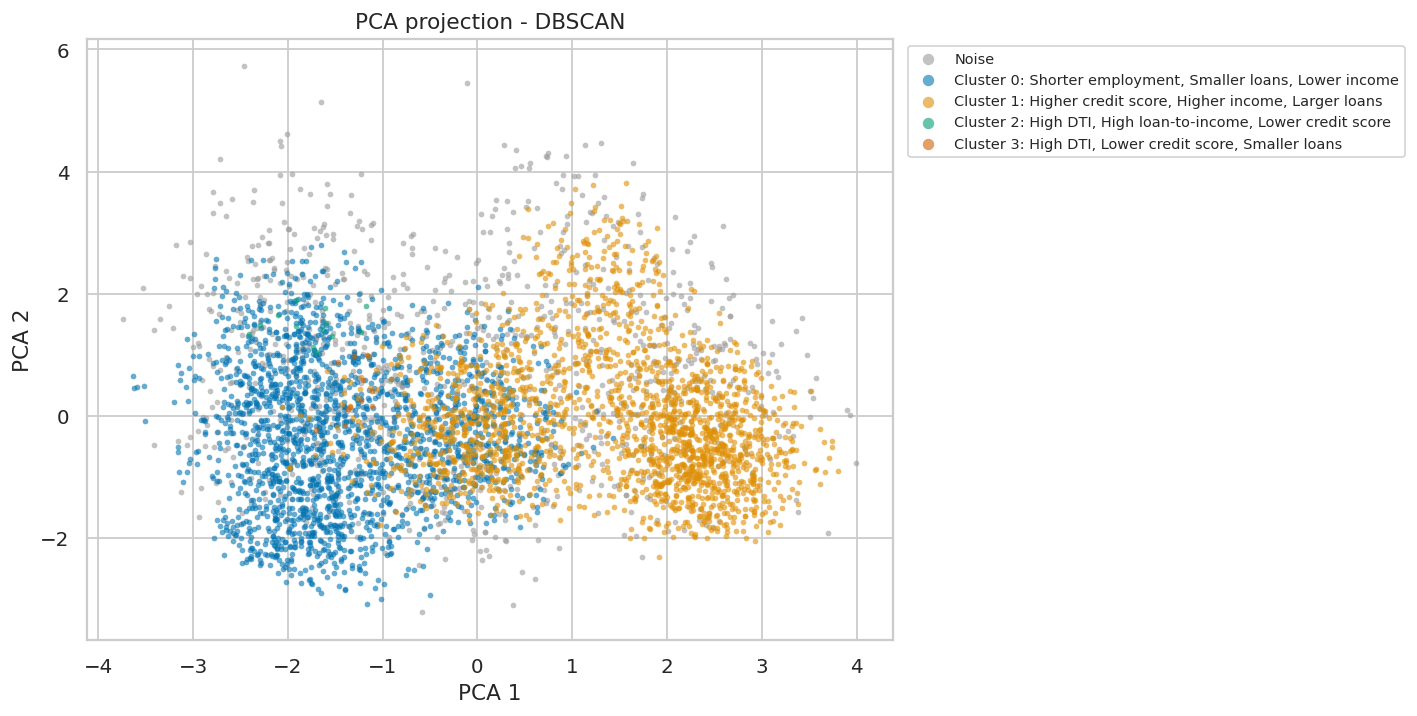 PCA projection - DBSCAN
6
4
2
0
−2
PCA 2
−4
−3
−2
−1
0
1
2
3
4
PCA 1
Noise
Cluster 0: Shorter employment, Smaller loans, Lower income
Cluster 1: Higher credit score, Higher income, Larger loans
Cluster 2: High DTI, High loan-to-income, Lower credit score
Cluster 3: High DTI, Lower credit score, Smaller loans